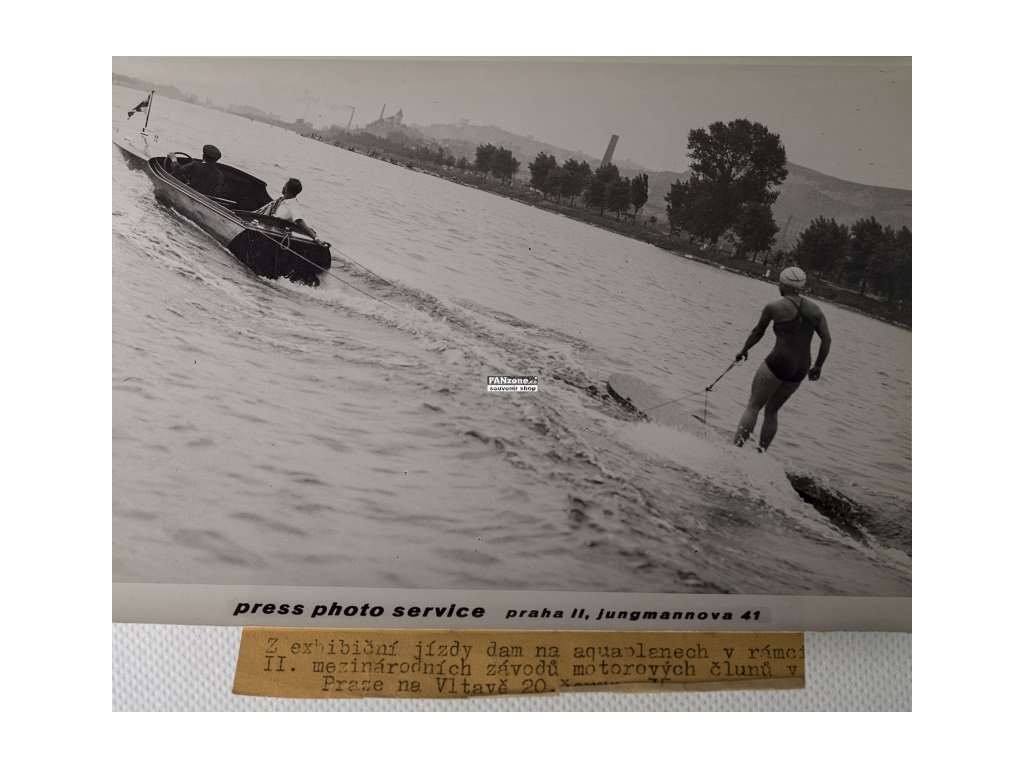 FANzone.cz
souvenir shop
press photo service praha II, jungmannova 41
Z exhibiční jízdy dam na aquaplanech v rámci
II. mezinárodních závodů motorových člunů v
Praze na Vltavě 20.